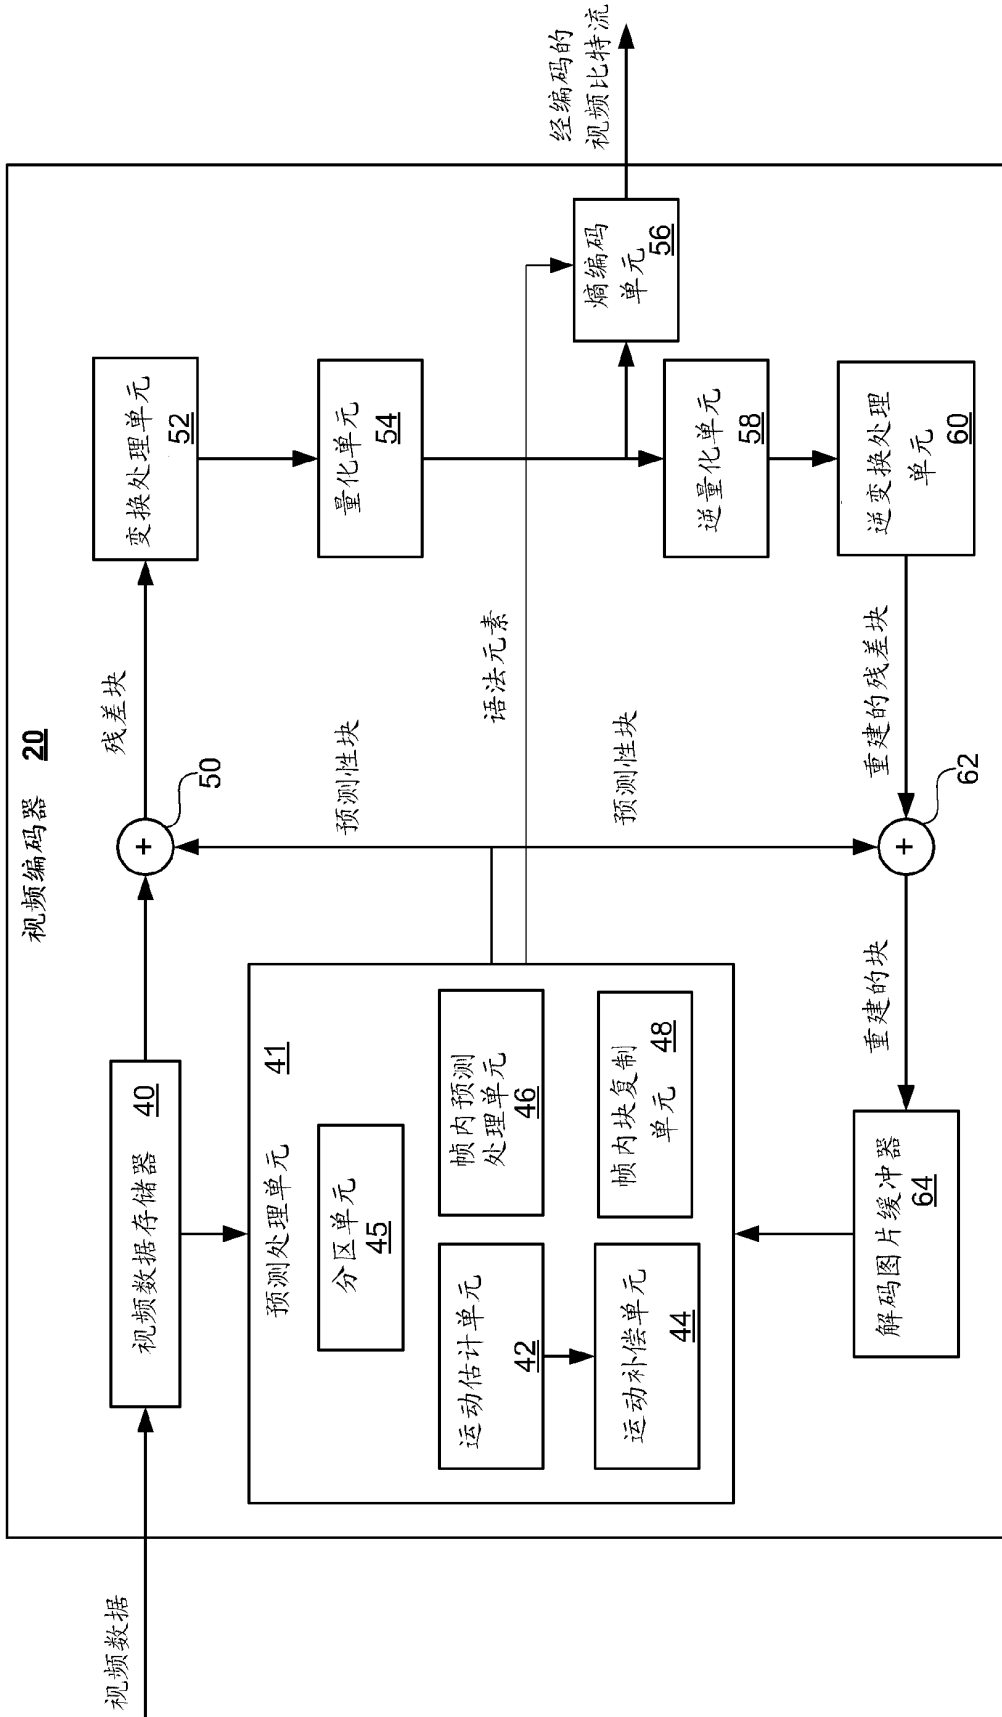 视频编码器 20
视频数据
视频数据存储器
40
50
残差块
变换处理单元
52
量化单元
54
预测处理单元
41
分区单元
45
运动估计单元
42
运动补偿单元
44
帧内预测
处理单元
46
帧内块复制
单元
48
预测性块
语法元素
预测性块
熵编码
单元
56
经编码的
视频比特流
逆量化单元
58
逆变换处理
单元
60
重建的残差块
62
重建的块
解码图片缓冲器
64